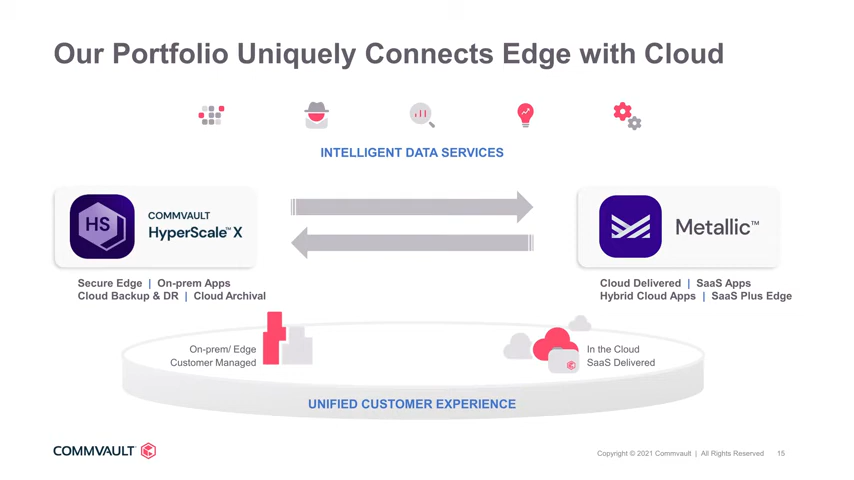 Our Portfolio Uniquely Connects Edge with Cloud
INTELLIGENT DATA SERVICES
HS
COMMVAULT
HyperScale™ X
Metallic™
Secure Edge | On-prem Apps
Cloud Backup & DR | Cloud Archival
Cloud Delivered | SaaS Apps
Hybrid Cloud Apps | SaaS Plus Edge
On-prem/ Edge
Customer Managed
In the Cloud
SaaS Delivered
UNIFIED CUSTOMER EXPERIENCE
COMMVAULT
Copyright © 2021 Commvault | All Rights Reserved 15